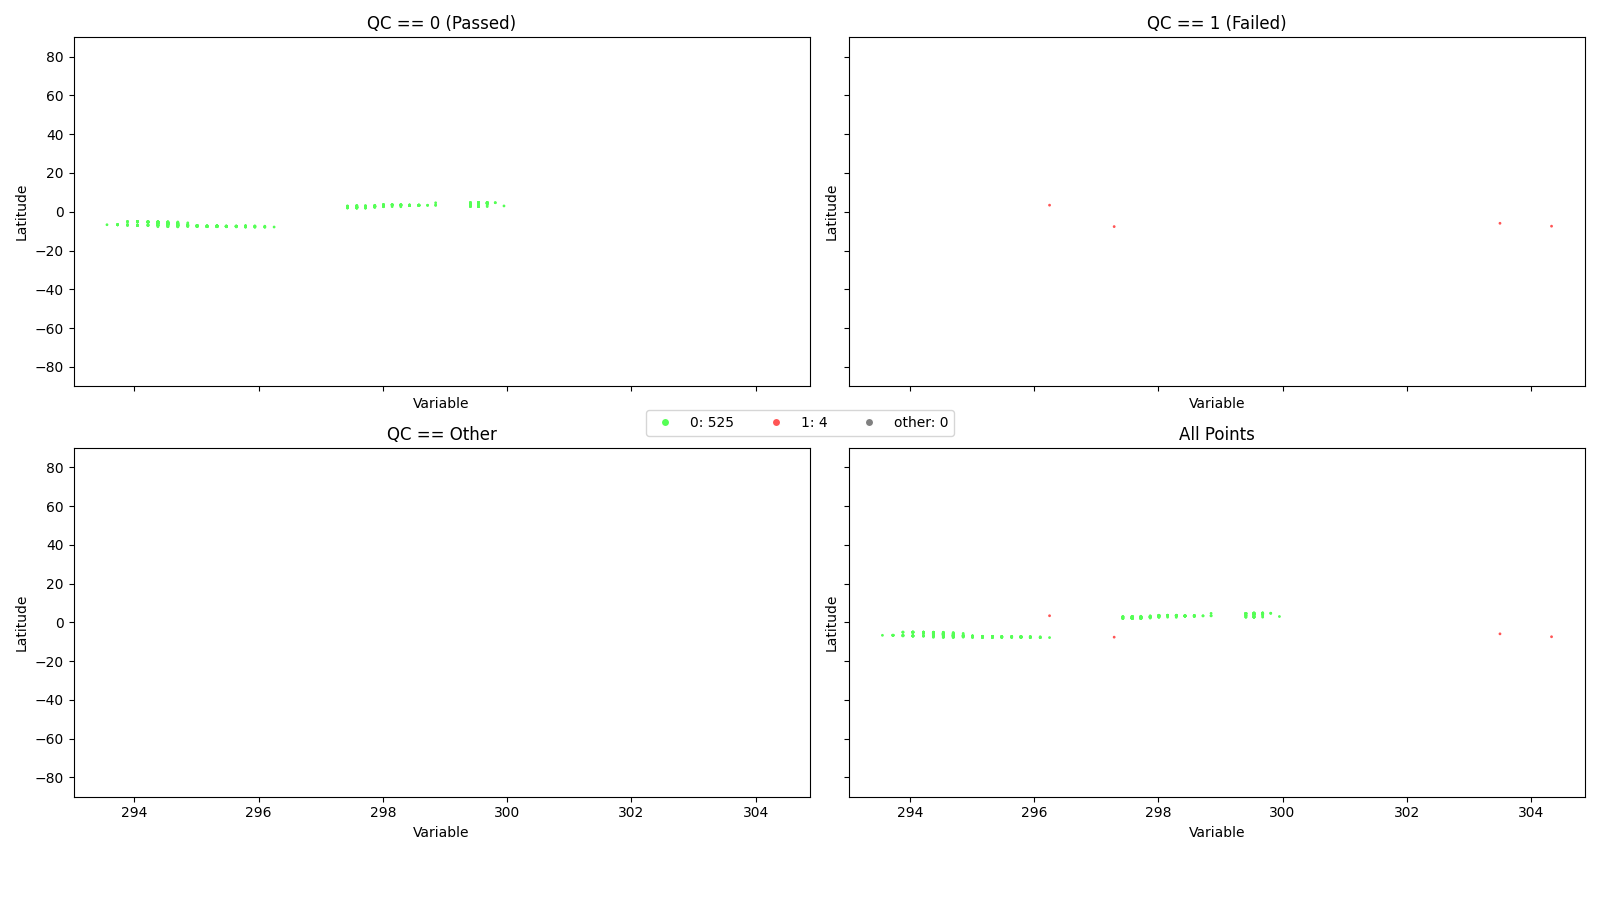 QC == 0 (Passed)
QC == 1 (Failed)
80
60
40
20
0
−20
−40
−60
−80
Latitude
Latitude
Variable
Variable
0: 525
1: 4
other: 0
QC == Other
All Points
80
60
40
20
0
−20
−40
−60
−80
Latitude
Latitude
294
296
298
300
302
304
294
296
298
300
302
304
Variable
Variable